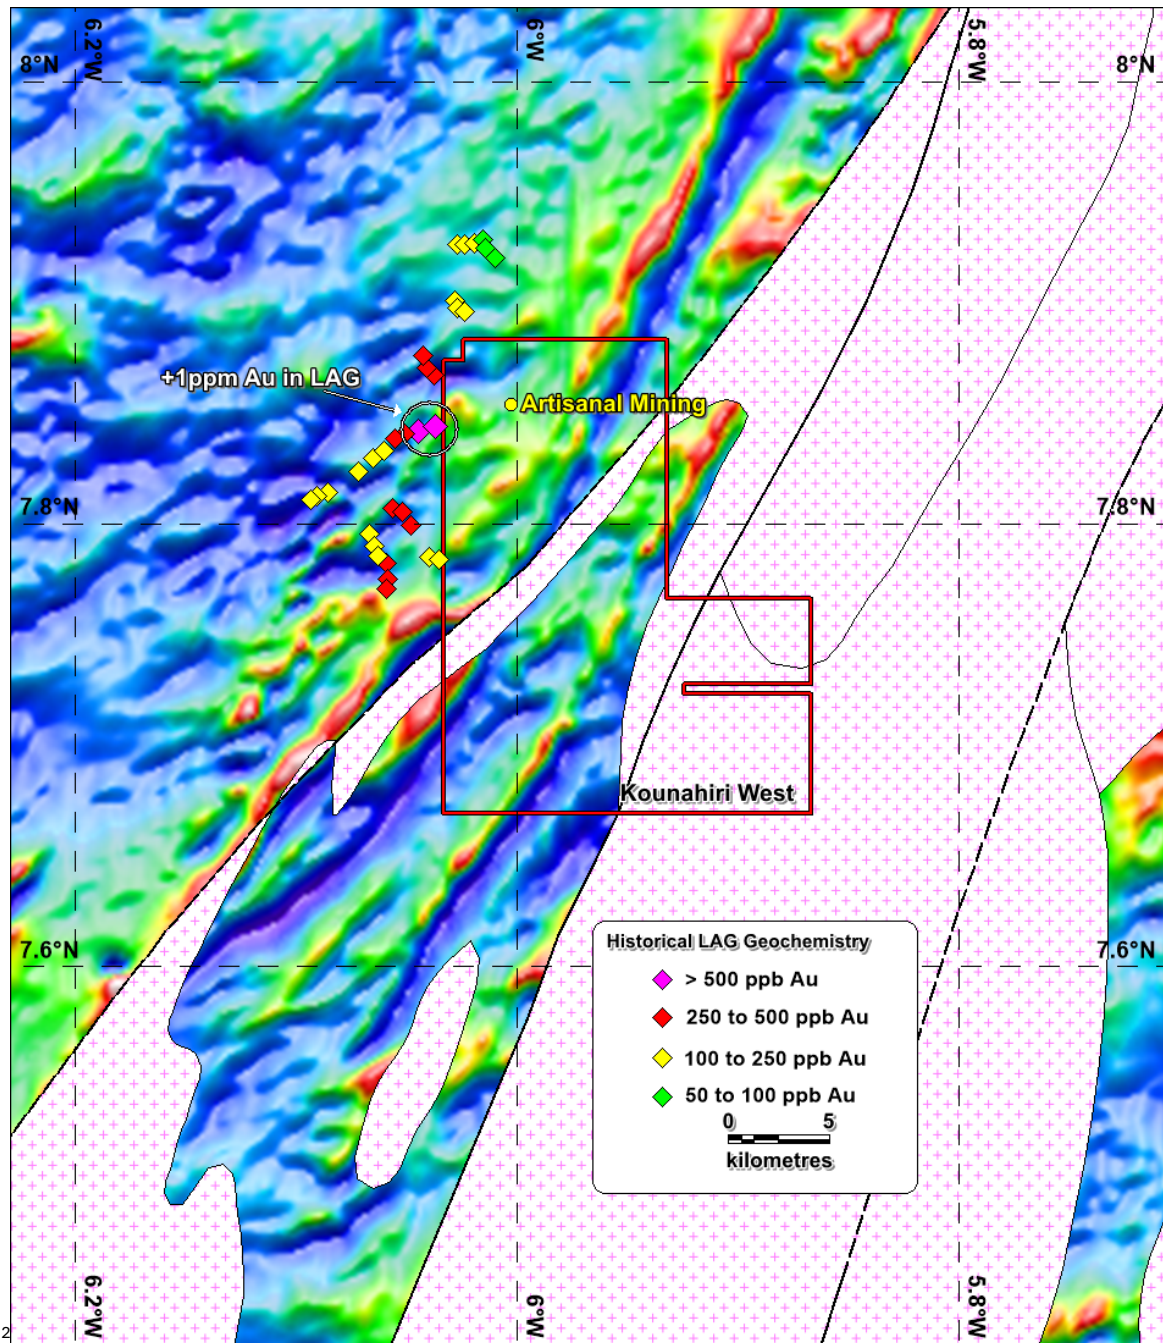 6.2°W
6°W
5.8°W
8°N
8°N
+1ppm Au in LAG
Artisanal Mining
7.8°N
7.8°N
Kounahiri West
7.6°N
7.6°N
Historical LAG Geochemistry
> 500 ppb Au
250 to 500 ppb Au
100 to 250 ppb Au
50 to 100 ppb Au
0 5
kilometres
6.2°W
6°W
5.8°W
2